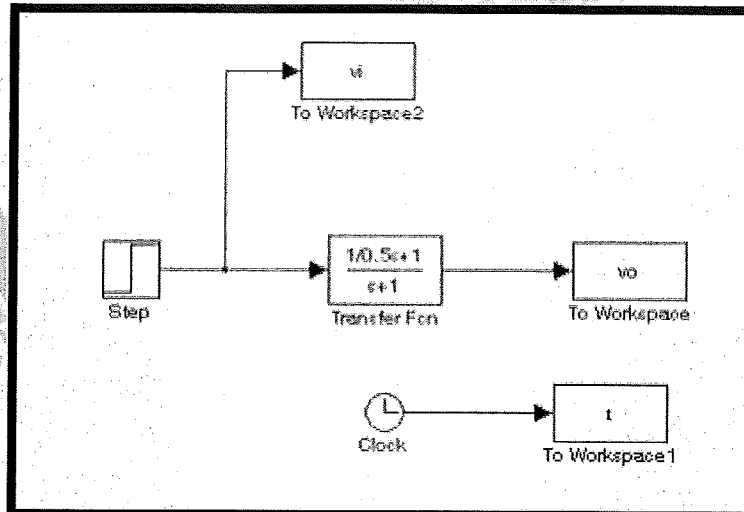 vi
To Workspace2
1/0.5s+1
s+1
Step
Transfer Fcn
vo
To Workspace
Clock
t
To Workspace1